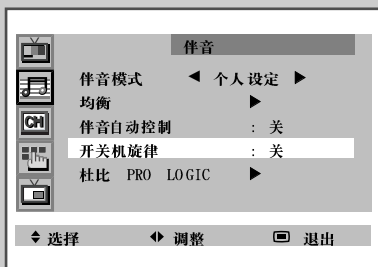 伴音
伴音模式 ◀ 个人设定 ▶
均衡 ▶
CH 伴音自动控制 : 关
开关机旋律 : 关
杜比 PRO LOGIC ▶
选择 调整 退出